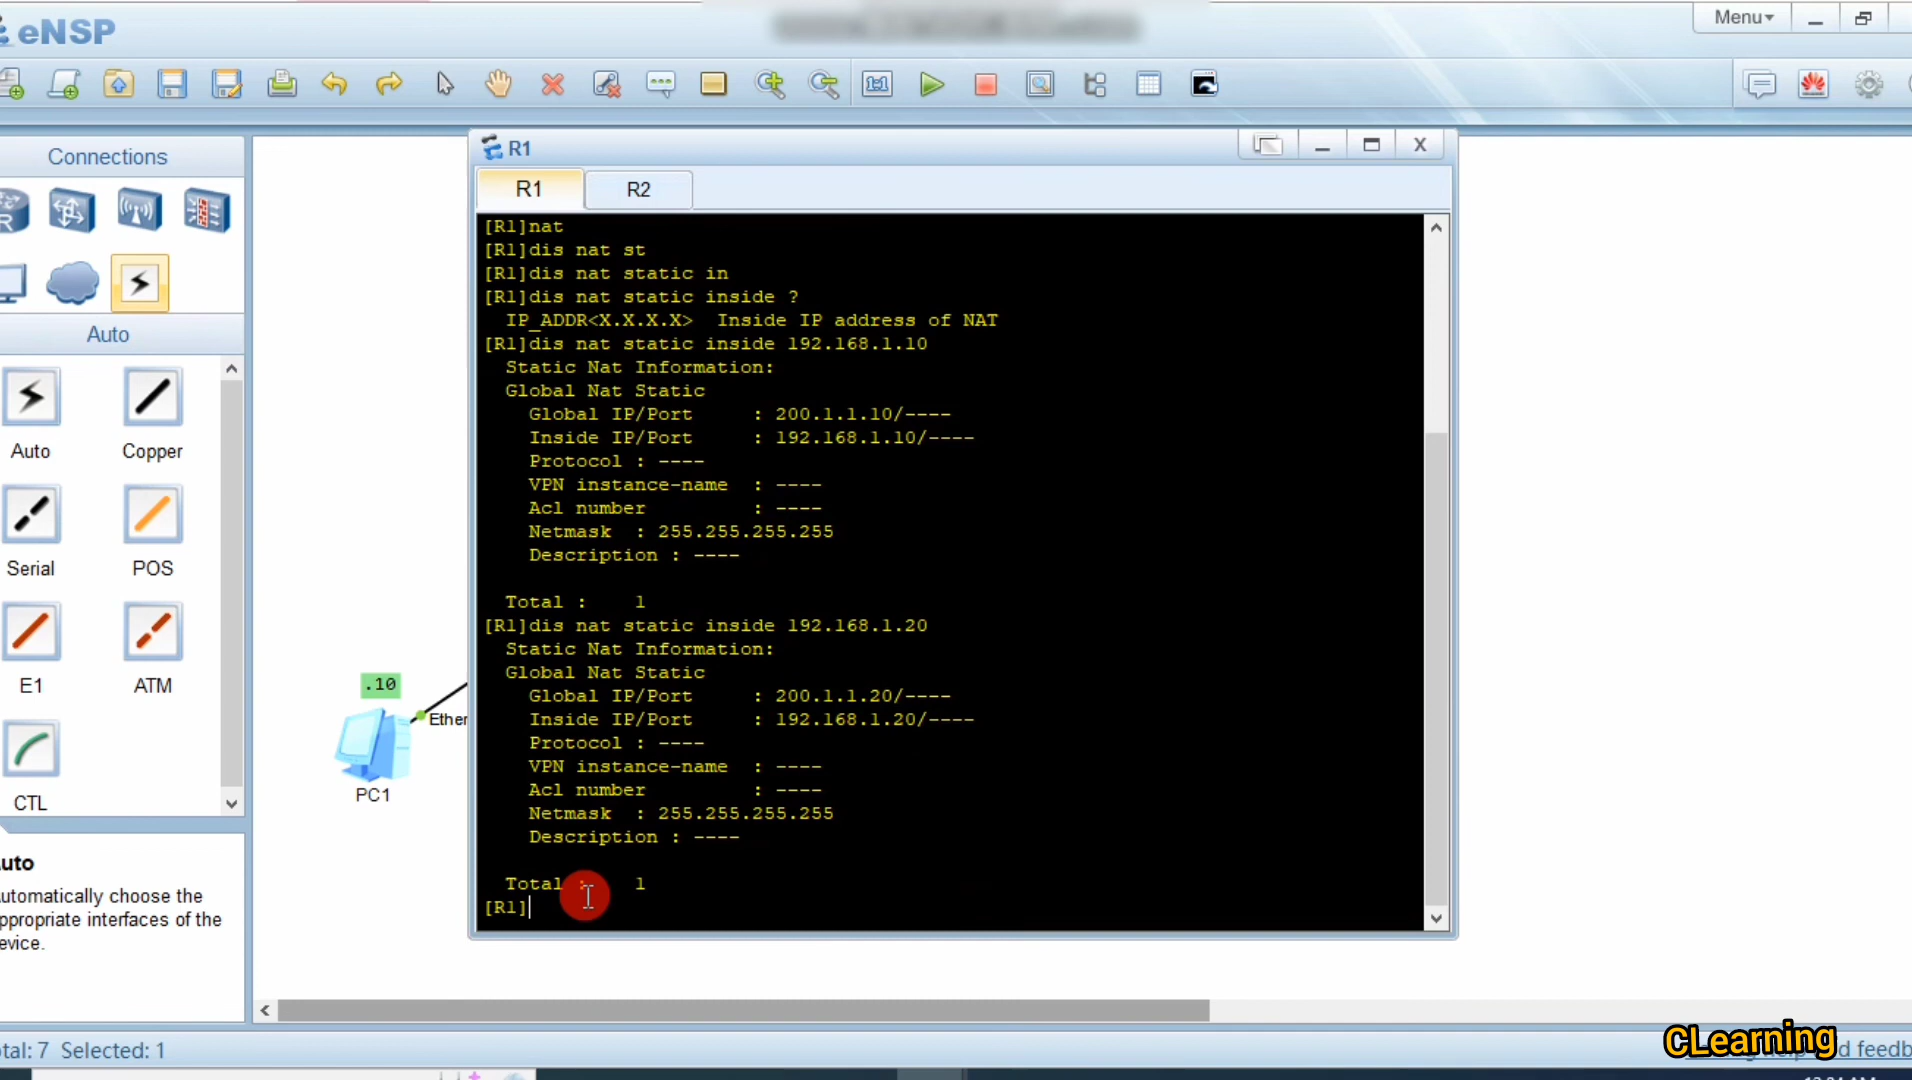 eNSP
Menu
Connections
Auto
Auto
Copper
Serial
POS
E1
ATM
CTL
uto
utomatically choose the
ppropriate interfaces of the
evice.
.10
Ether
PC1
R1
R1
R2
[R1]nat
[R1]dis nat st
[R1]dis nat static in
[R1]dis nat static inside ?
IP_ADDR<X.X.X.X> Inside IP address of NAT
[R1]dis nat static inside 192.168.1.10
Static Nat Information:
Global Nat Static
Global IP/Port : 200.1.1.10/----
Inside IP/Port : 192.168.1.10/----
Protocol : ----
VPN instance-name : ----
Acl number : ----
Netmask : 255.255.255.255
Description : ----
Total : 1
[R1]dis nat static inside 192.168.1.20
Static Nat Information:
Global Nat Static
Global IP/Port : 200.1.1.20/----
Inside IP/Port : 192.168.1.20/----
Protocol : ----
VPN instance-name : ----
Acl number : ----
Netmask : 255.255.255.255
Description : ----
Total : 1
[R1]
otal: 7 Selected: 1
CLearning
d feedb